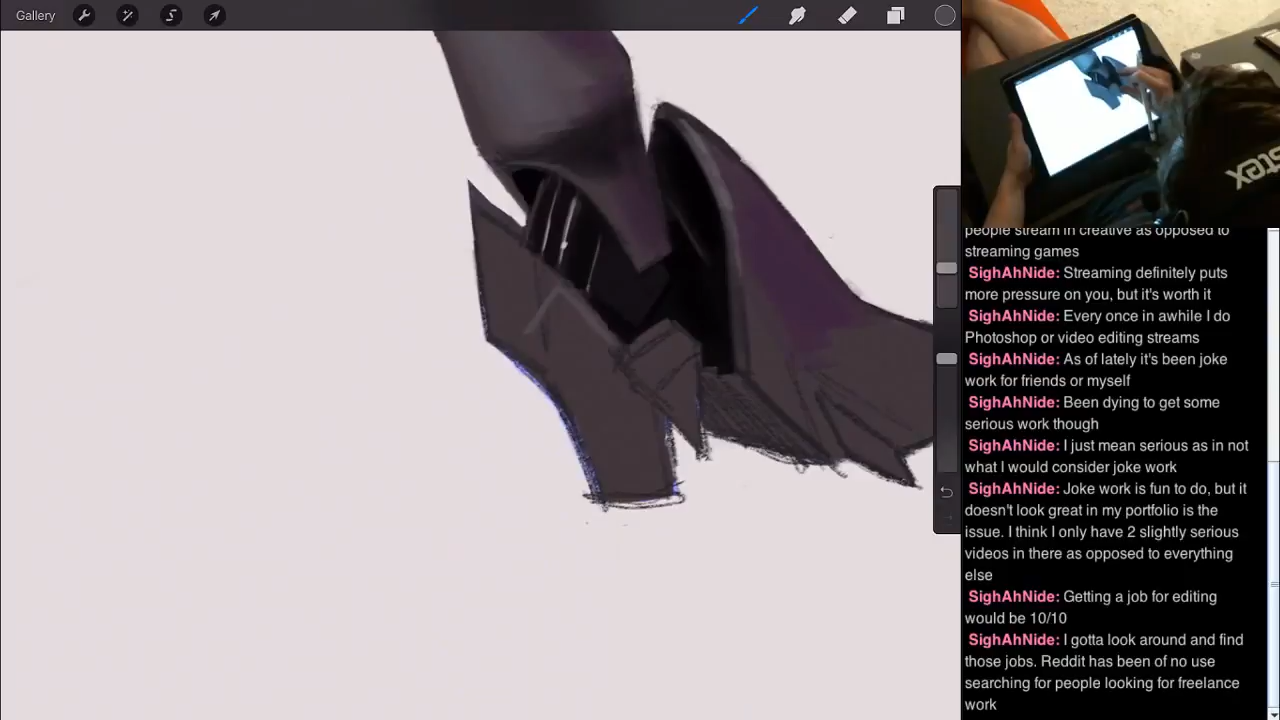 Gallery
stex
people stream in creative as opposed to
streaming games
SighAhNide: Streaming definitely puts
more pressure on you, but it's worth it
SighAhNide: Every once in awhile I do
Photoshop or video editing streams
SighAhNide: As of lately it's been joke
work for friends or myself
SighAhNide: Been dying to get some
serious work though
SighAhNide: I just mean serious as in not
what I would consider joke work
SighAhNide: Joke work is fun to do, but it
doesn't look great in my portfolio is the
issue. I think I only have 2 slightly serious
videos in there as opposed to everything
else
SighAhNide: Getting a job for editing
would be 10/10
SighAhNide: I gotta look around and find
those jobs. Reddit has been of no use
searching for people looking for freelance
work